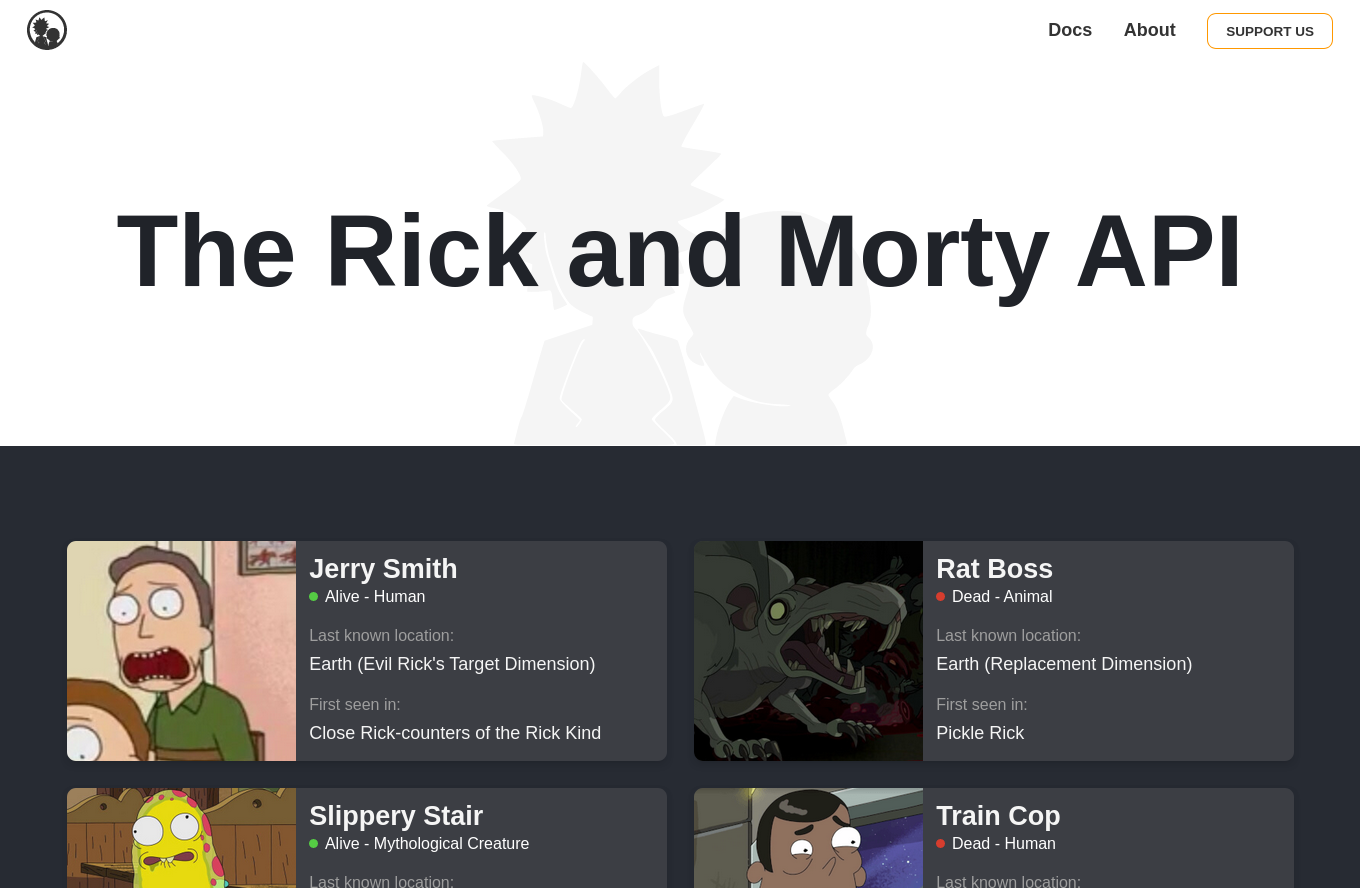 Docs
About
SUPPORT US
The Rick and Morty API
Jerry Smith
Alive - Human
Last known location:
Earth (Evil Rick's Target Dimension)
First seen in:
Close Rick-counters of the Rick Kind
Rat Boss
Dead - Animal
Last known location:
Earth (Replacement Dimension)
First seen in:
Pickle Rick
Slippery Stair
Alive - Mythological Creature
Last known location:
Train Cop
Dead - Human
Last known location: